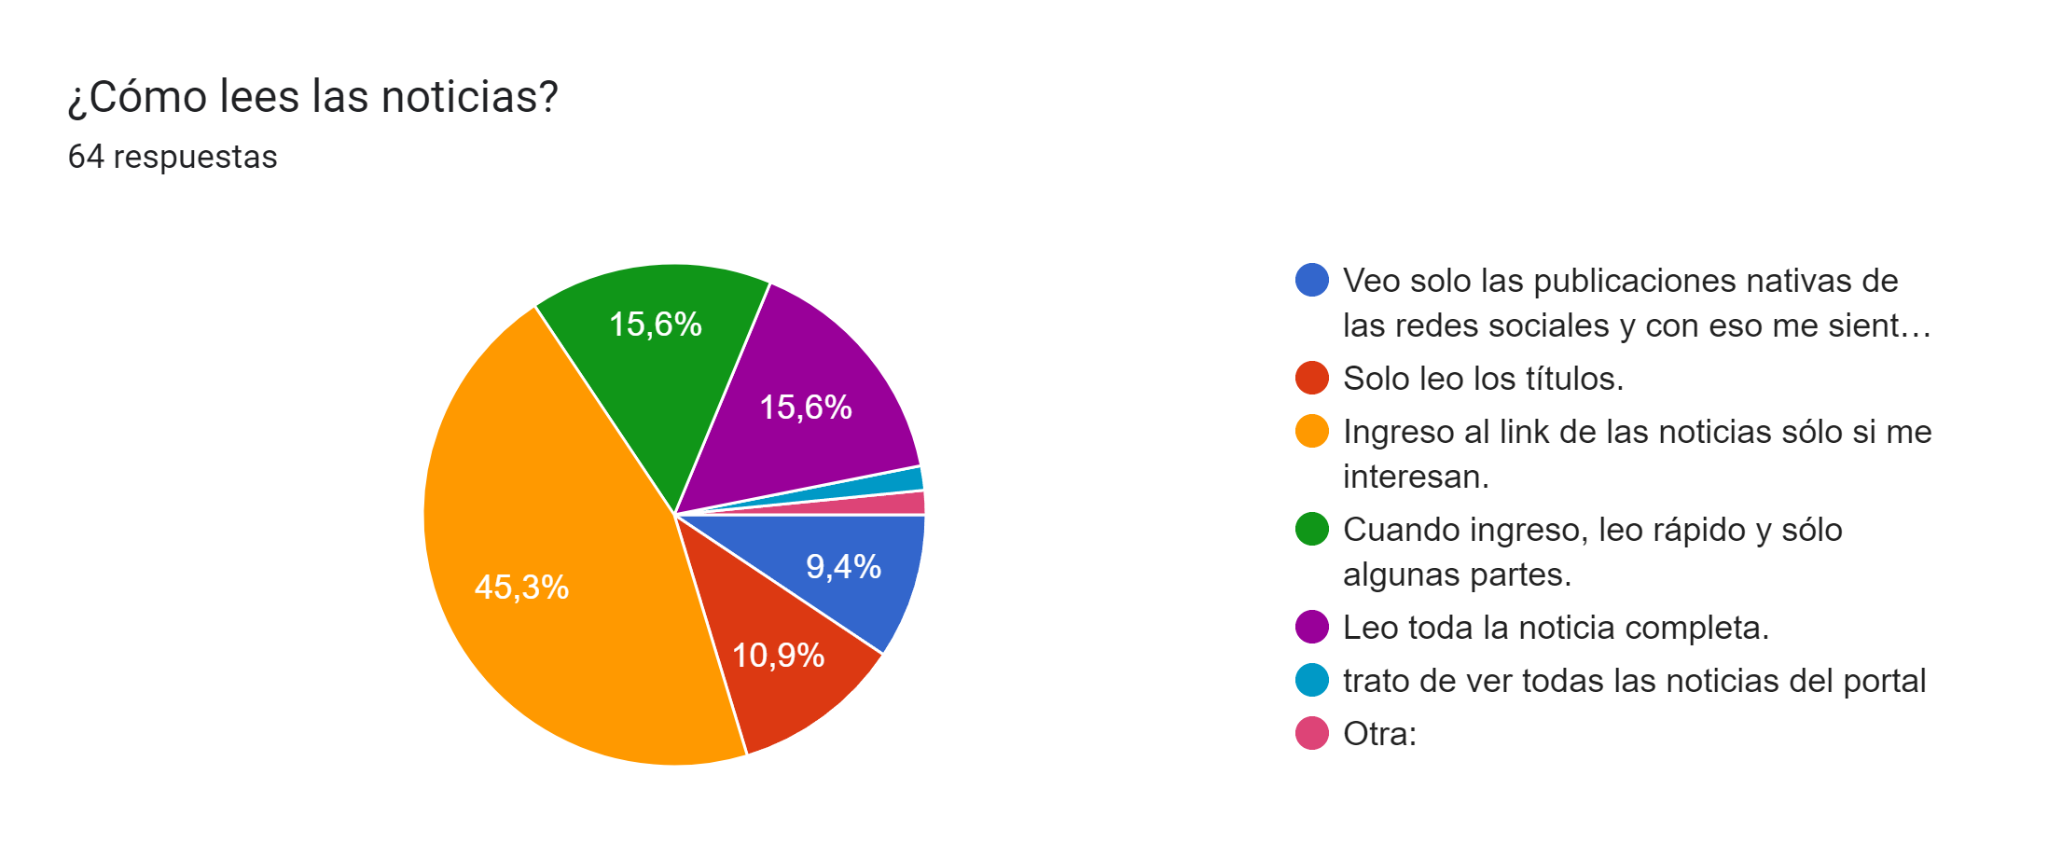 ¿Cómo lees las noticias?
64 respuestas
15,6%
15,6%
45,3%
9,4%
10,9%
Veo solo las publicaciones nativas de
las redes sociales y con eso me sient…
Solo leo los títulos.
Ingreso al link de las noticias sólo si me
interesan.
Cuando ingreso, leo rápido y sólo
algunas partes.
Leo toda la noticia completa.
trato de ver todas las noticias del portal
Otra: